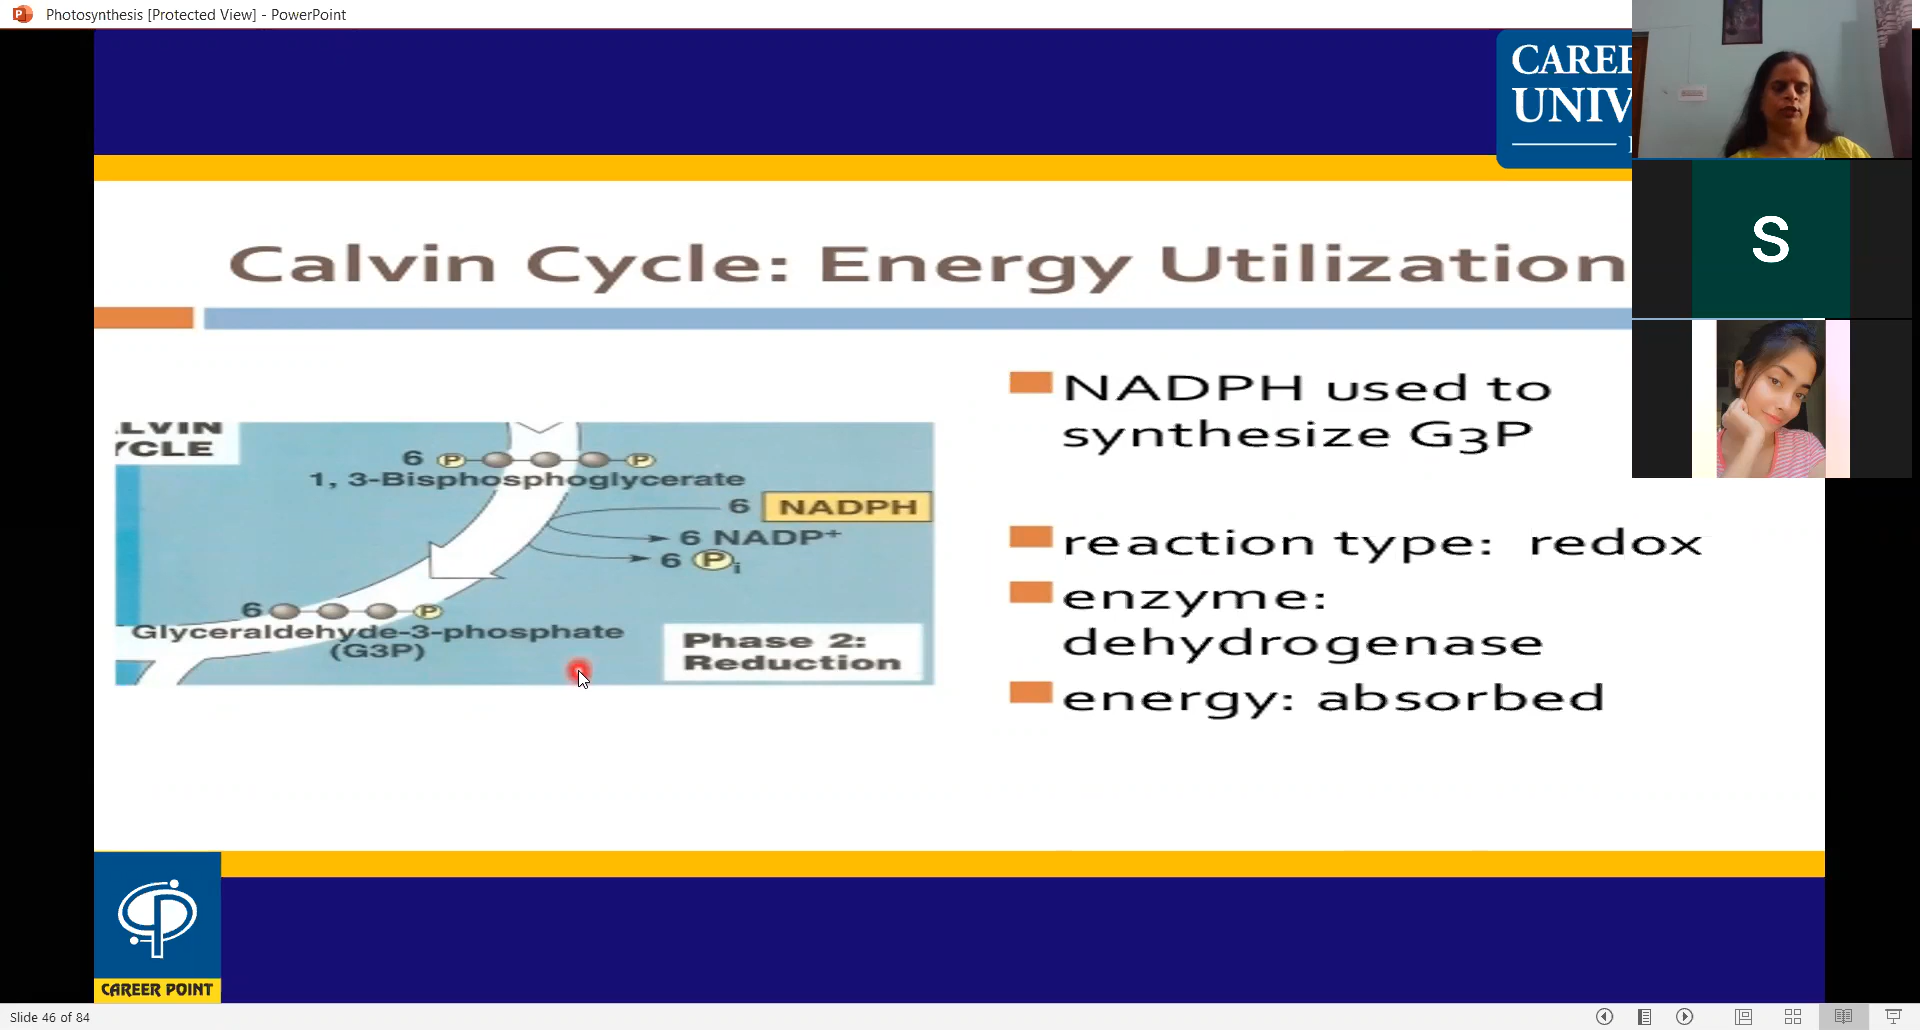 Photosynthesis [Protected View] - PowerPoint
CAREE
UNIV
S
Calvin Cycle: Energy Utilization
NADPH used to
synthesize G3P
reaction type: redox
enzyme:
dehydrogenase
energy: absorbed
LVIN
YCLE
6 P P
1, 3-Bisphosphoglycerate
6 NADPH
6 NADP+
6 Pi
6 P
Glyceraldehyde-3-phosphate
(G3P)
Phase 2:
Reduction
CAREER POINT
Slide 46 of 84